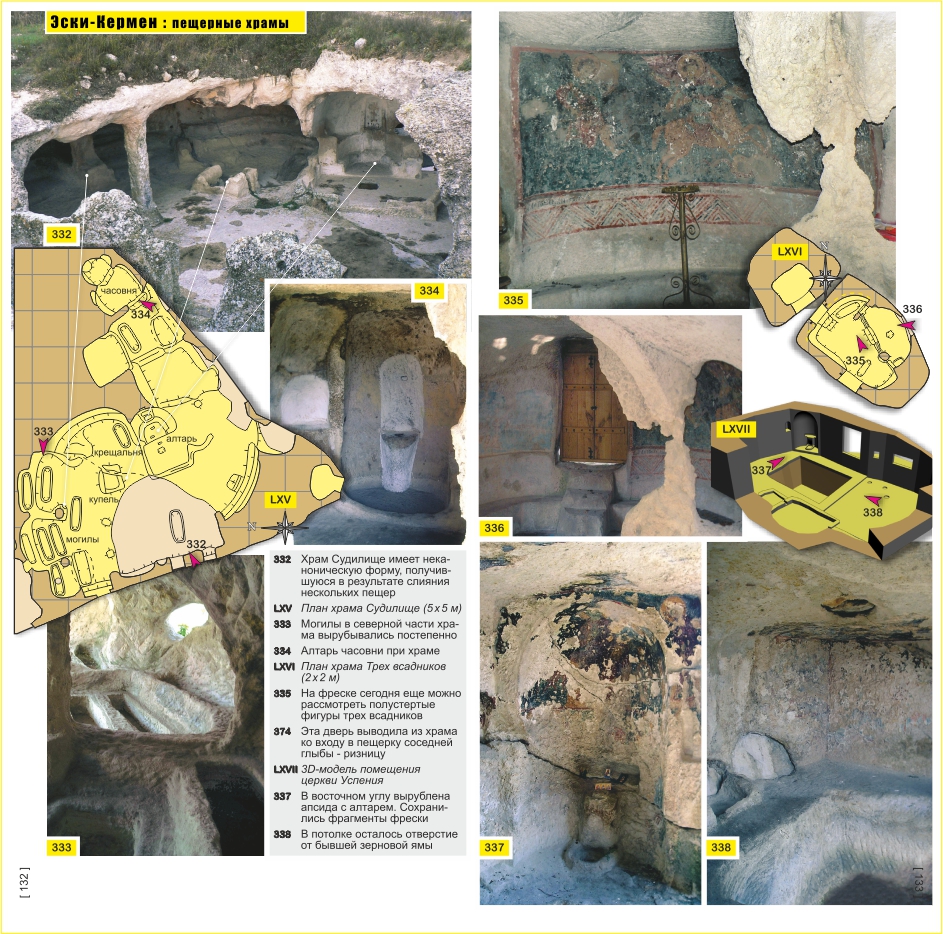 Эски-Кермен : пещерные храмы
332
334
335
LXVI
N
336
335
часовня
334
333
алтарь
крещальня
купель
LXV
N
могилы
332
336
LXVII
337
338
332 Храм Судилище имеет нека-
ноническую форму, получив-
шуюся в результате слияния
нескольких пещер
LXV План храма Судилище (5 x 5 м)
333 Могилы в северной части хра-
ма вырубывались постепенно
334 Алтарь часовни при храме
LXVI План храма Трех всадников
(2 x 2 м)
335 На фреске сегодня еще можно
рассмотреть полустертые
фигуры трех всадников
374 Эта дверь выводила из храма
ко входу в пещерку соседней
глыбы - ризницу
LXVII 3D-модель помещения
церкви Успения
337 В восточном углу вырублена
апсида с алтарем. Сохрани-
лись фрагменты фрески
338 В потолке осталось отверстие
от бывшей зерновой ямы
333
337
338
[ 132 ]
[ 133 ]